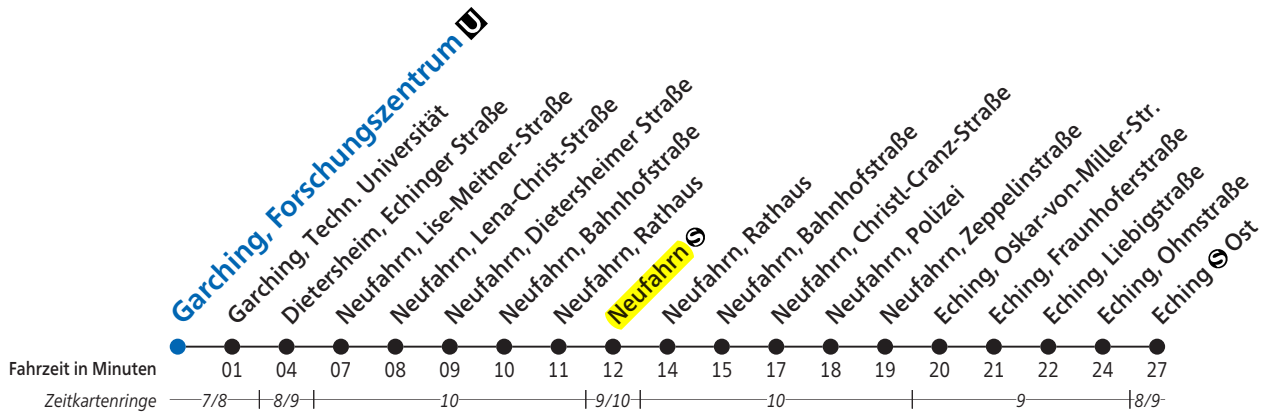 Garching, Forschungszentrum U
Garching, Techn. Universität
Dietersheim, Echinger Straße
Neufahrn, Lise-Meitner-Straße
Neufahrn, Lena-Christ-Straße
Neufahrn, Dietersheimer Straße
Neufahrn, Bahnhofstraße
Neufahrn, Rathaus
Neufahrn S
Neufahrn, Rathaus
Neufahrn, Bahnhofstraße
Neufahrn, Christl-Cranz-Straße
Neufahrn, Polizei
Neufahrn, Zeppelinstraße
Eching, Oskar-von-Miller-Str.
Eching, Fraunhoferstraße
Eching, Liebigstraße
Eching, Ohmstraße
Eching S Ost
Fahrzeit in Minuten 01 04 07 08 09 10 11 12 14 15 17 18 19 20 21 22 24 27
Zeitkartenringe 7/8 8/9 10 9/10 10 9 8/9